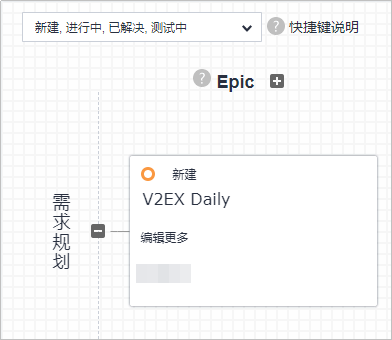 新建, 进行中, 已解决, 测试中
? 快捷键说明
? Epic
需求规划
新建
V2EX Daily
编辑更多